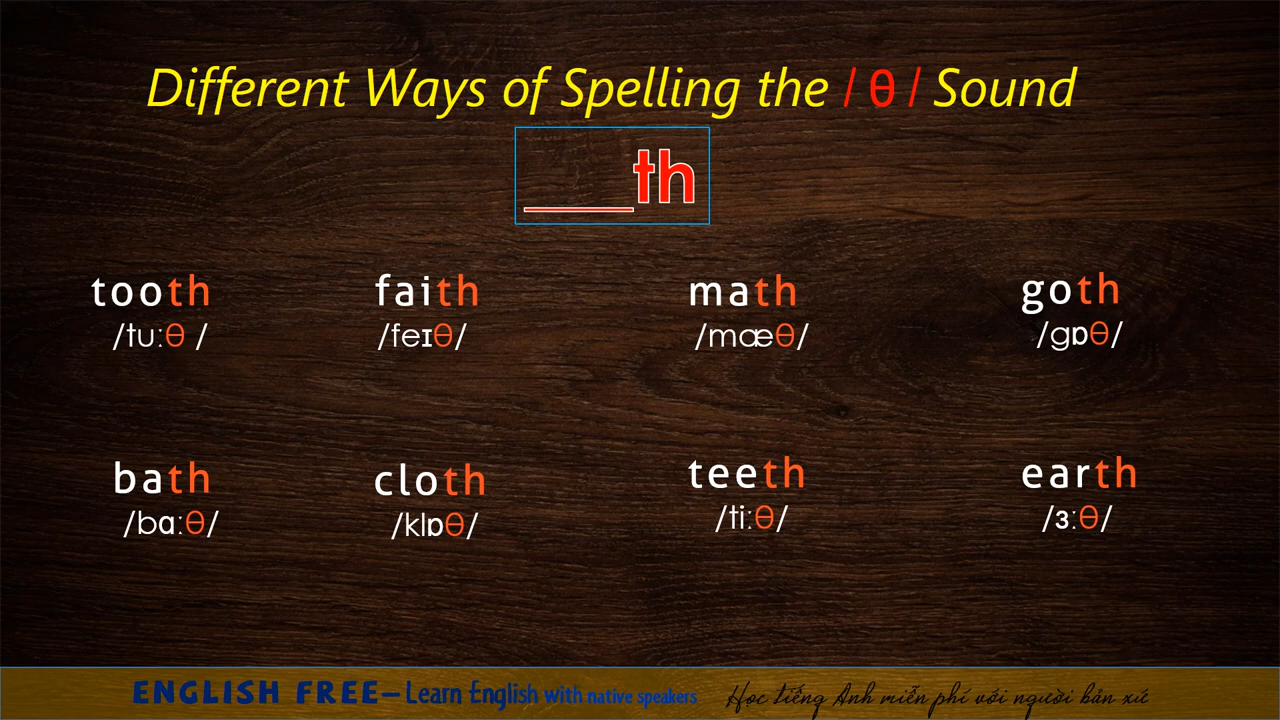 Different Ways of Spelling the /θ/ Sound
____th
tooth faith math goth
/tuːθ / /feɪθ/ /mæθ/ /gɒθ/
bath cloth teeth earth
/bɑːθ/ /klɒθ/ /tiːθ/ /ɜːθ/
ENGLISH FREE– Learn English with native speakers Học tiếng Anh miễn phí với người bản xứ